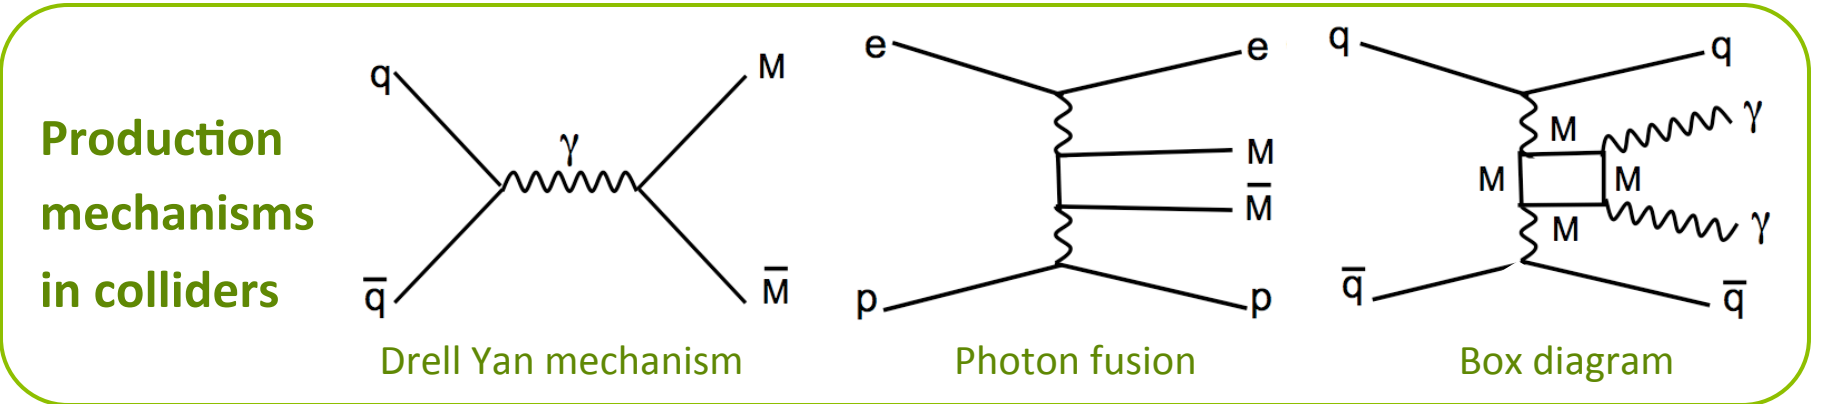 Production
mechanisms
in colliders
q
q̅
γ
M
M̅
Drell Yan mechanism
e
e
M
M̅
p
p
Photon fusion
q
q
M
γ
M
M
M
γ
q̅
q̅
Box diagram